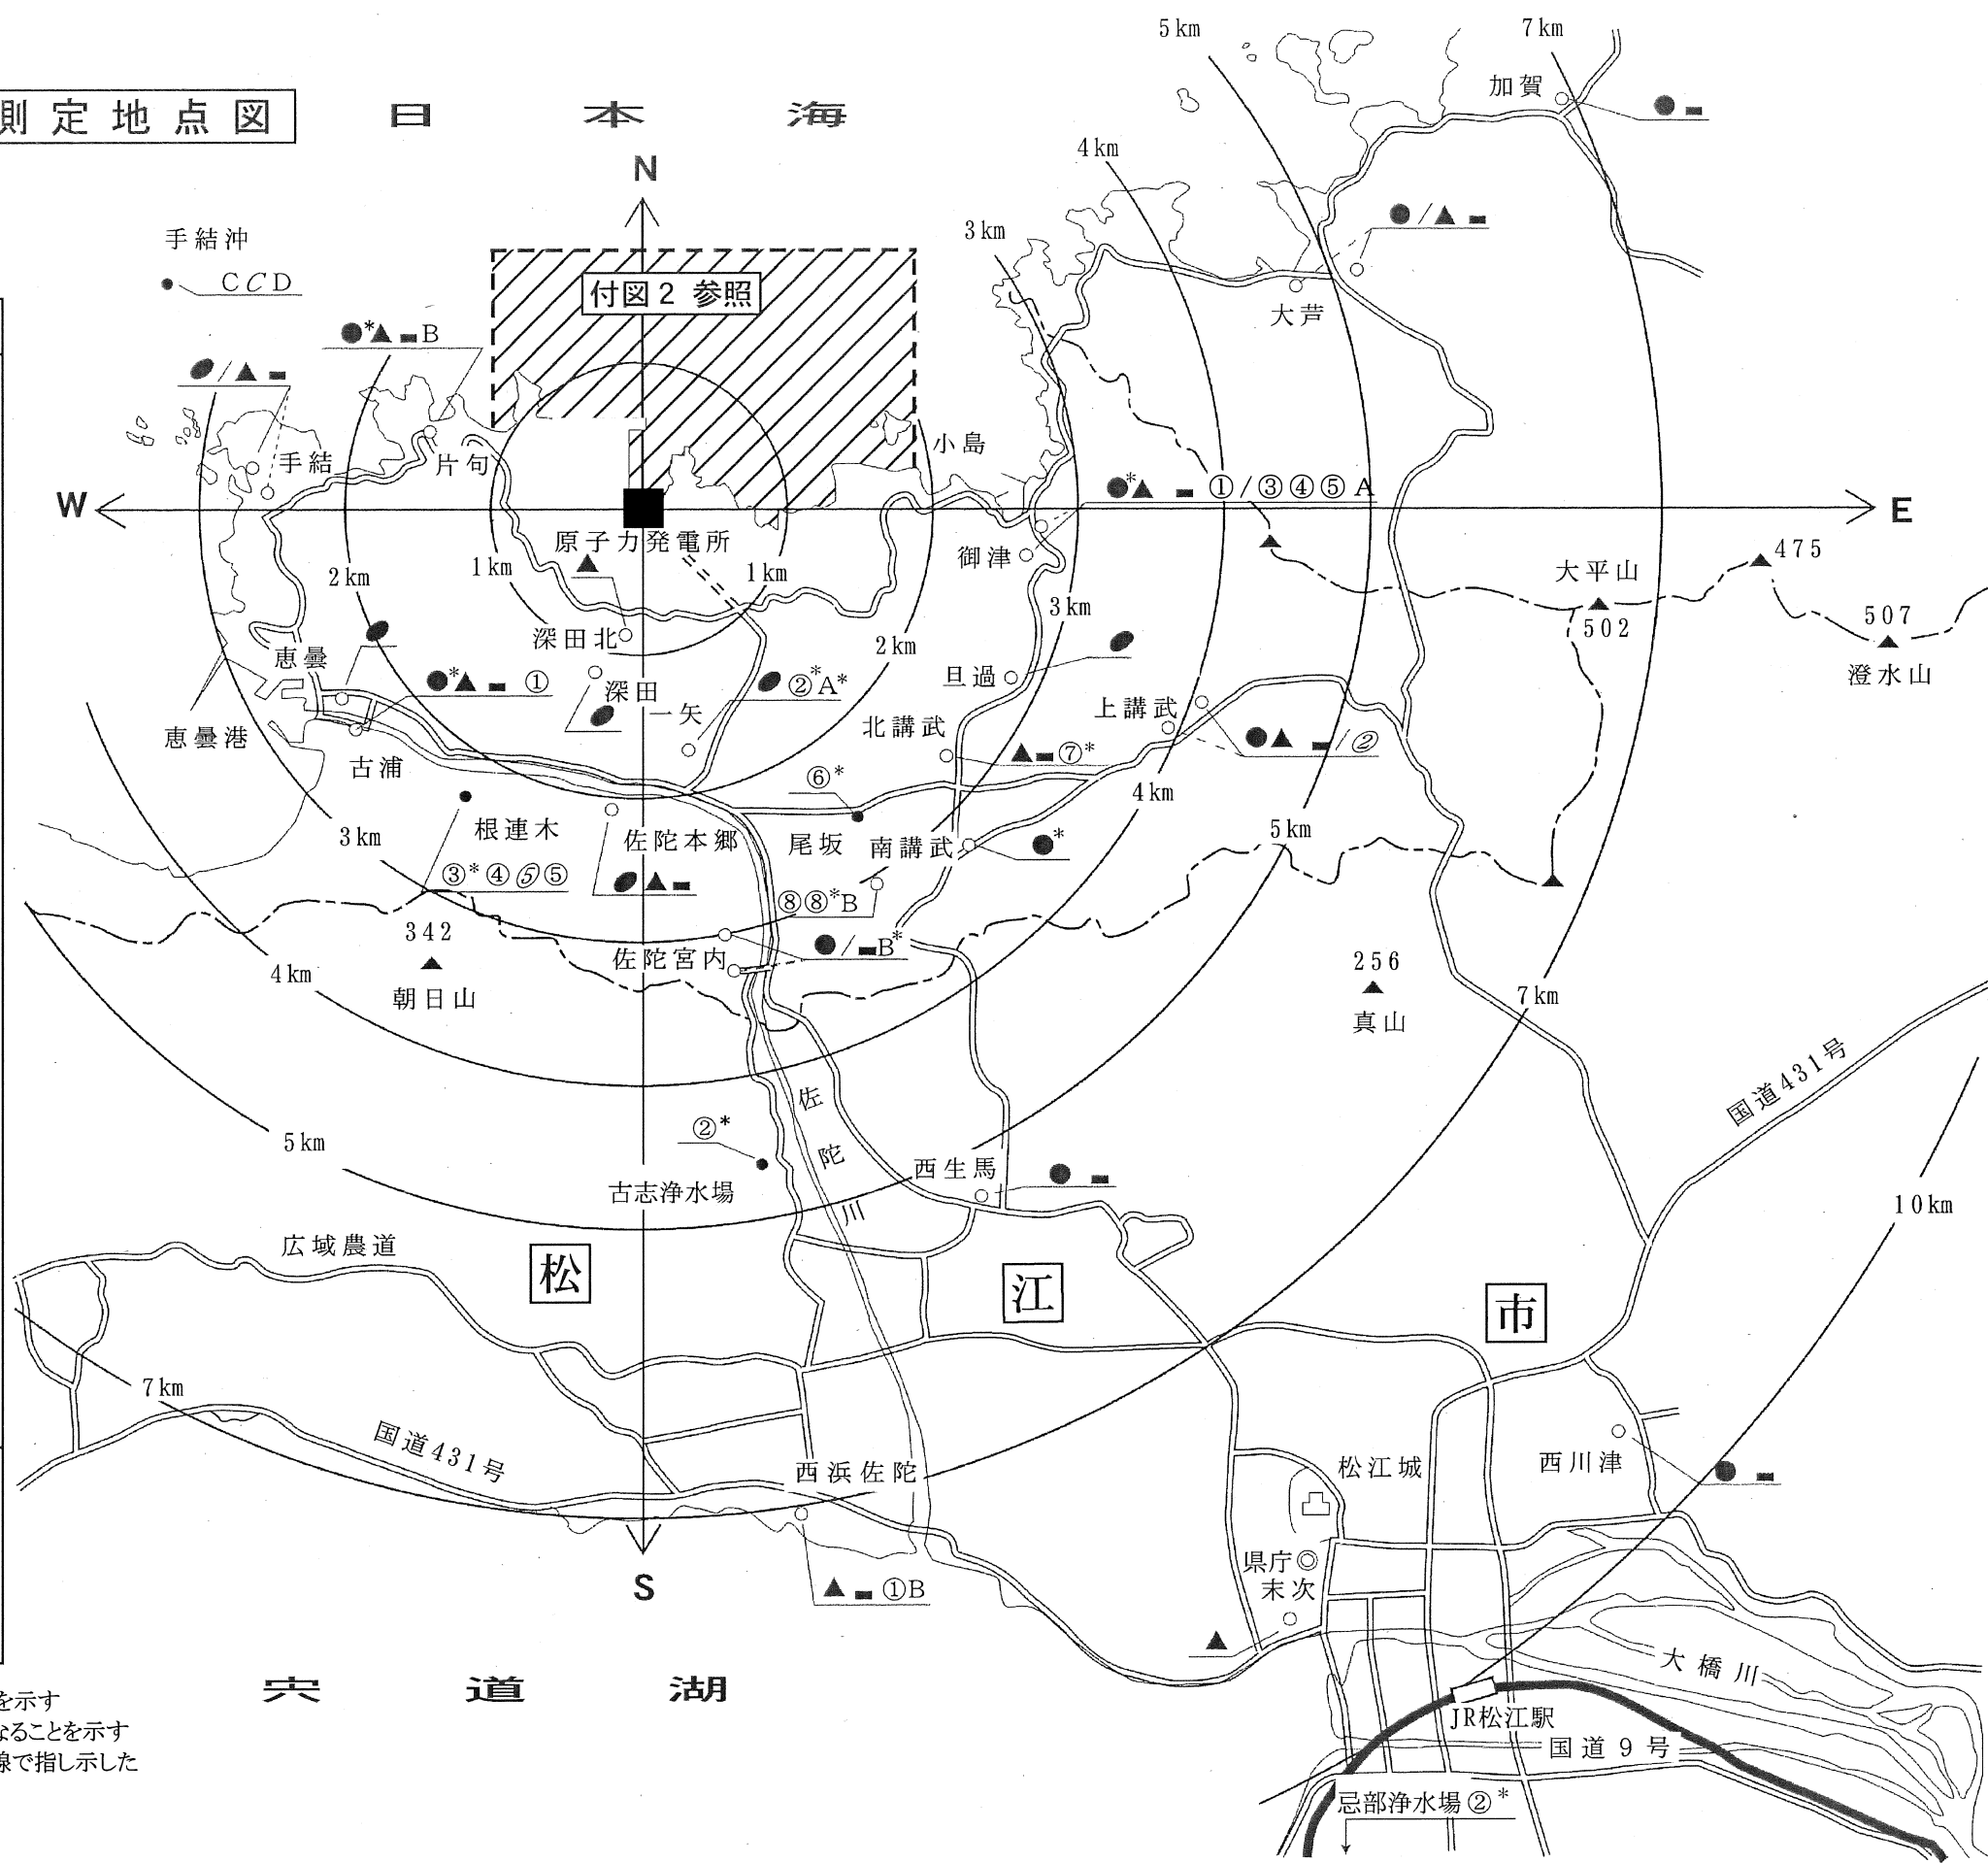 測定地点図
日本海
N
5km
7km
加賀
●▬
4km
手結沖
CCD
3km
●/▲▬
付図2 参照
大芦
●*▲▬B
●/▲▬
小島
手結
片句
●*▲▬①/③④⑤A
W
E
原子力発電所
▲
御津
475
大平山
502
507
澄水山
2km
1km
1km
3km
深田北
2km
恵曇
●*▲▬①
深田
一矢
●②*A*
旦過
上講武
●▲▬/②
恵曇港
古浦
北講武
▲▬⑦*
⑥*
4km
3km
根連木
佐陀本郷
尾坂
南講武
●*
5km
③*④⑤⑤
●▲▬
⑧⑧*B
342
朝日山
佐陀宮内
●/▬B*
256
真山
4km
7km
国道431号
5km
②*
佐陀川
古志浄水場
西生馬
●▬
10km
広域農道
松
江
市
7km
国道431号
西浜佐陀
松江城
西川津
●▬
S
▲▬①B
県庁◎
末次
▲
宍道湖
大橋川
を示す
なることを示す
線で指し示した
JR松江駅
国道9号
忌部浄水場②*